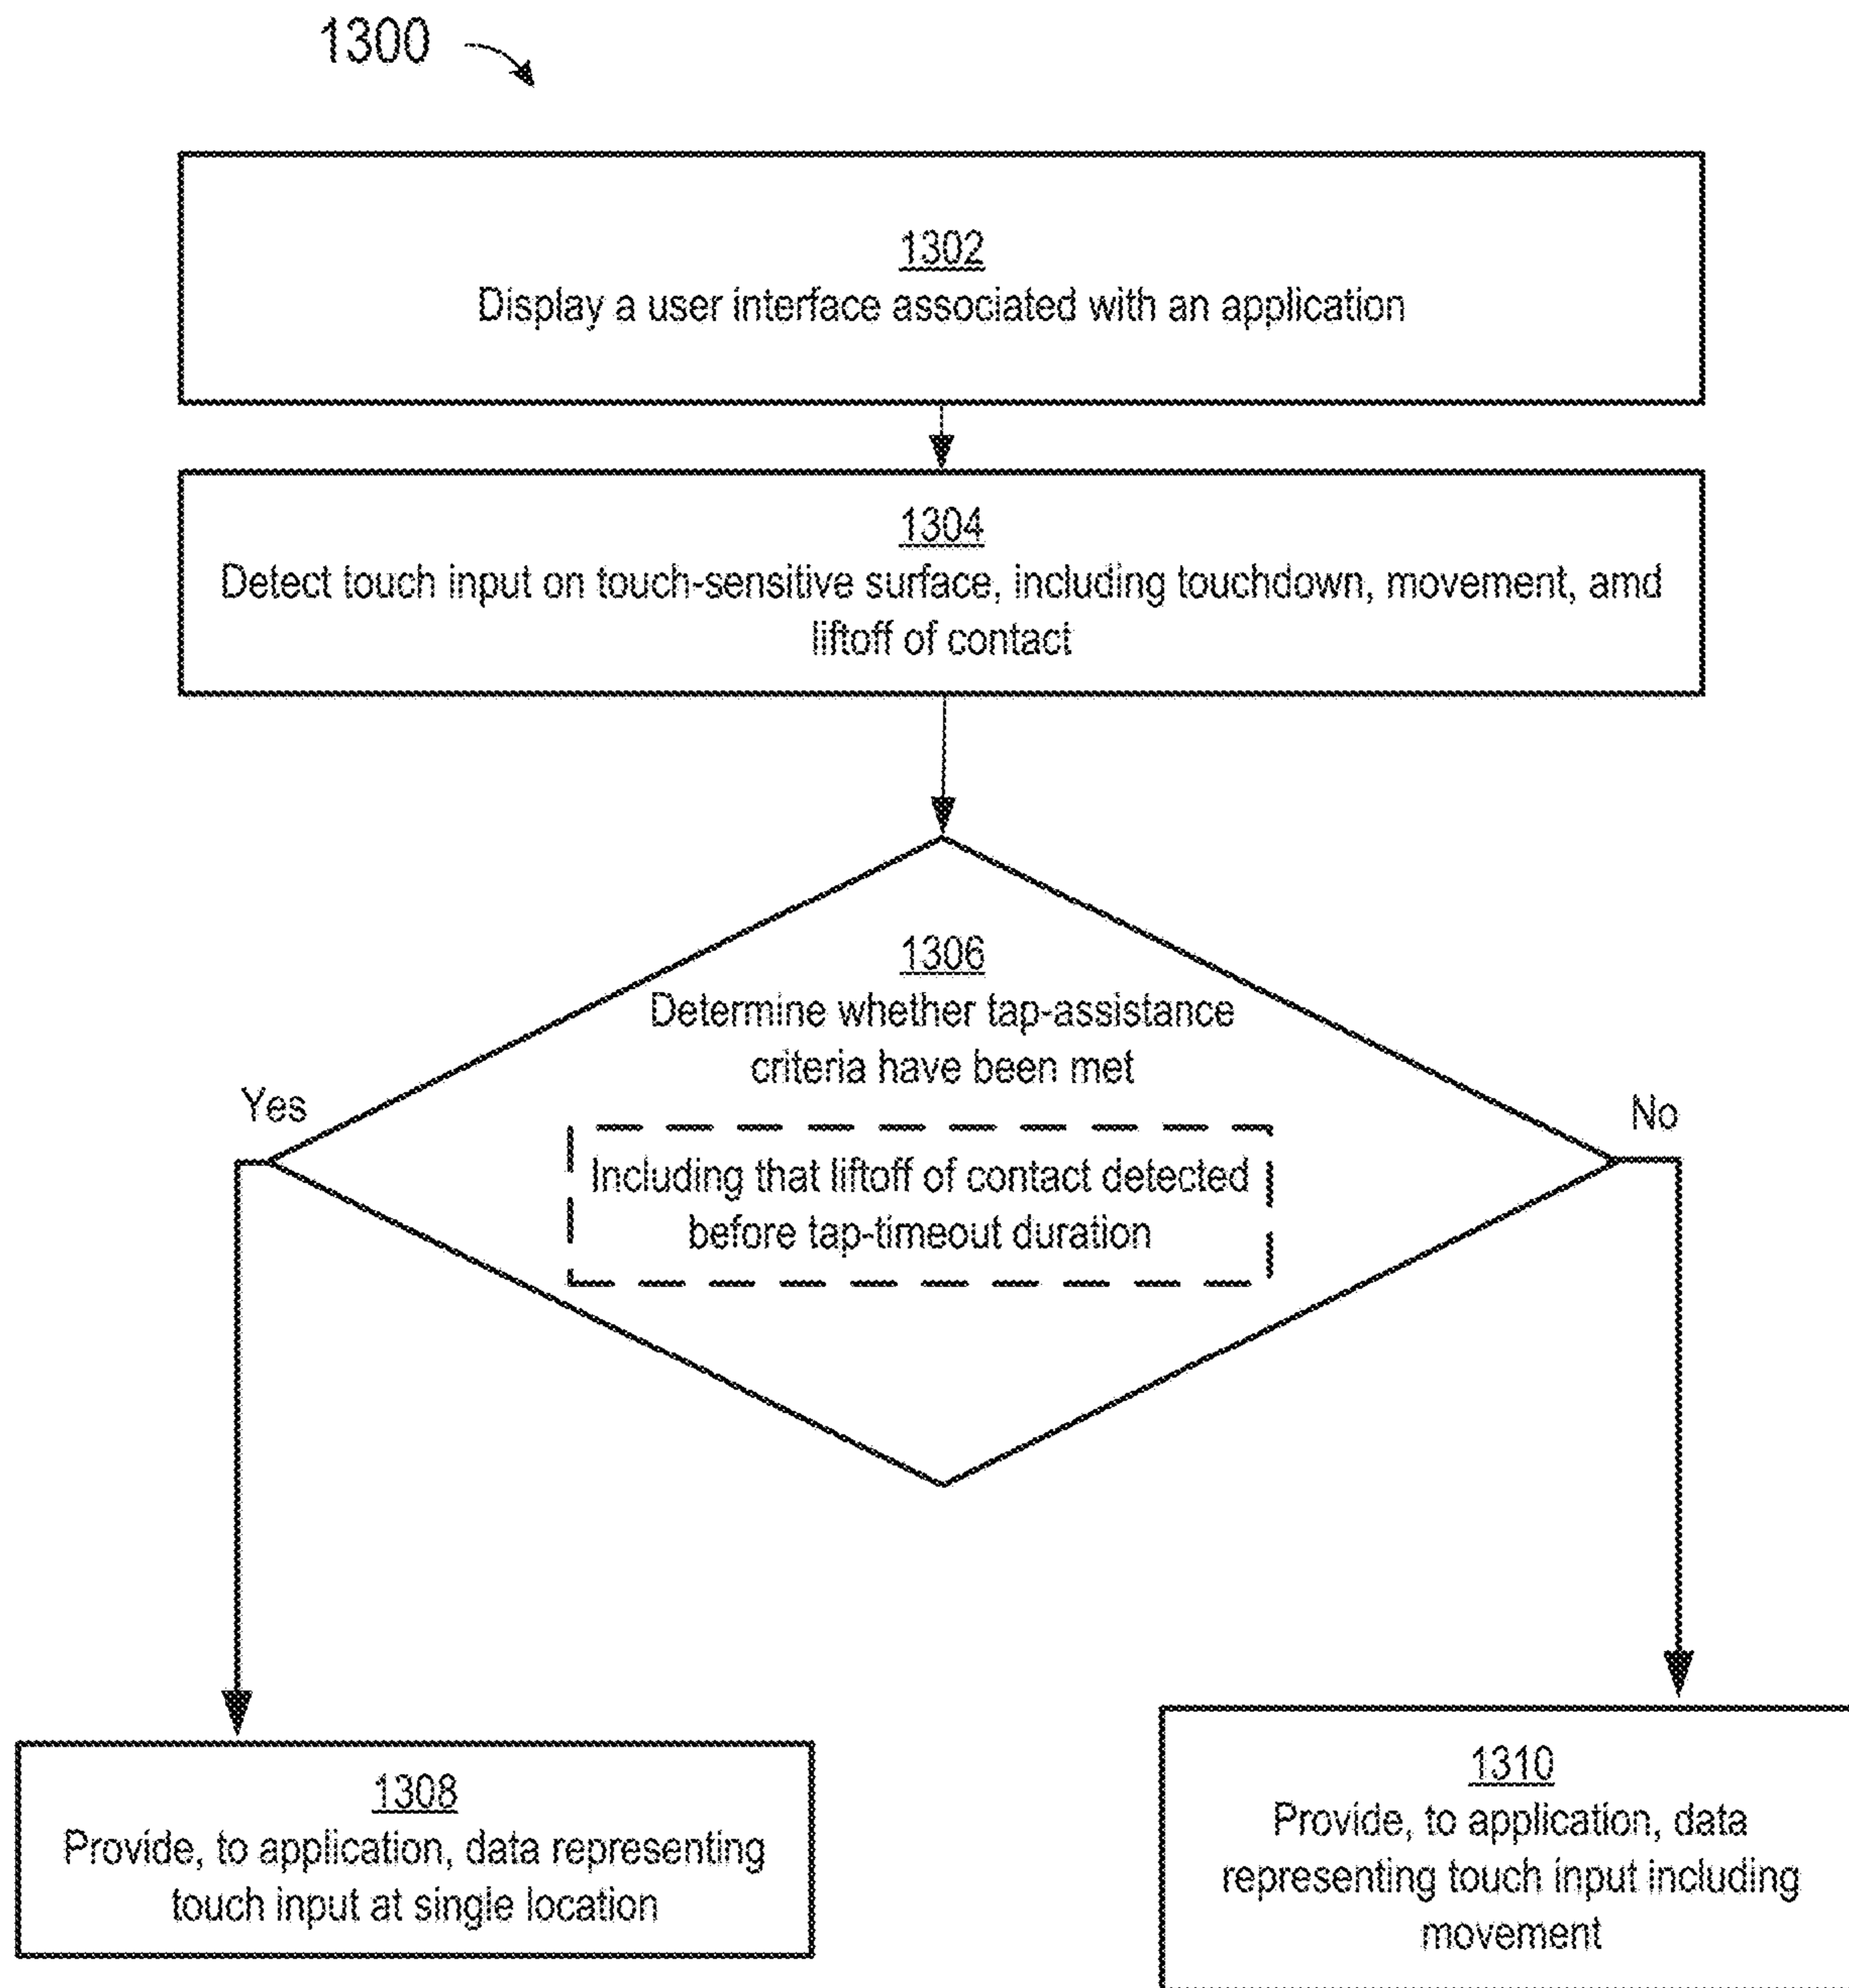 1300
1302
Display a user interface associated with an application
1304
Detect touch input on touch-sensitive surface, including touchdown, movement, amd
liftoff of contact
1306
Determine whether tap-assistance
criteria have been met
Yes
No
Including that liftoff of contact detected
before tap-timeout duration
1308
Provide, to application, data representing
touch input at single location
1310
Provide, to application, data
representing touch input including
movement